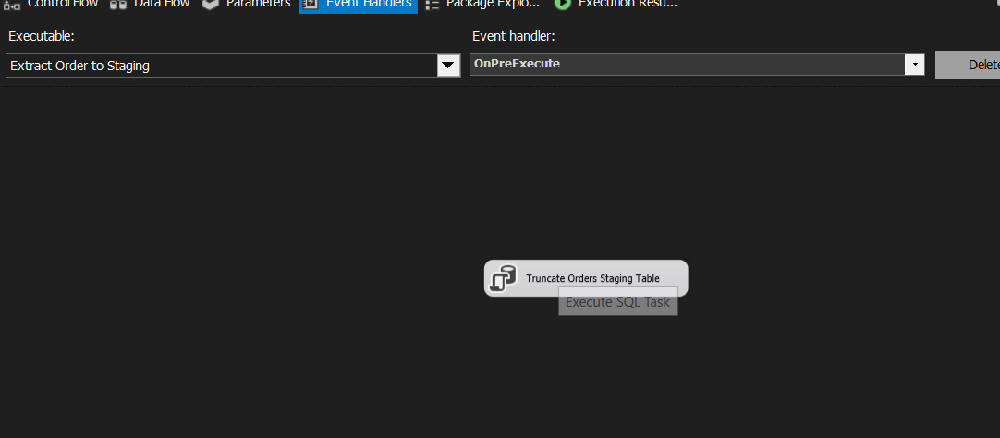 Control Flow Data Flow Parameters Event Handlers Package Explo... Execution Resu...
Executable: Event handler:
Extract Order to Staging OnPreExecute Delete
Truncate Orders Staging Table
Execute SQL Task